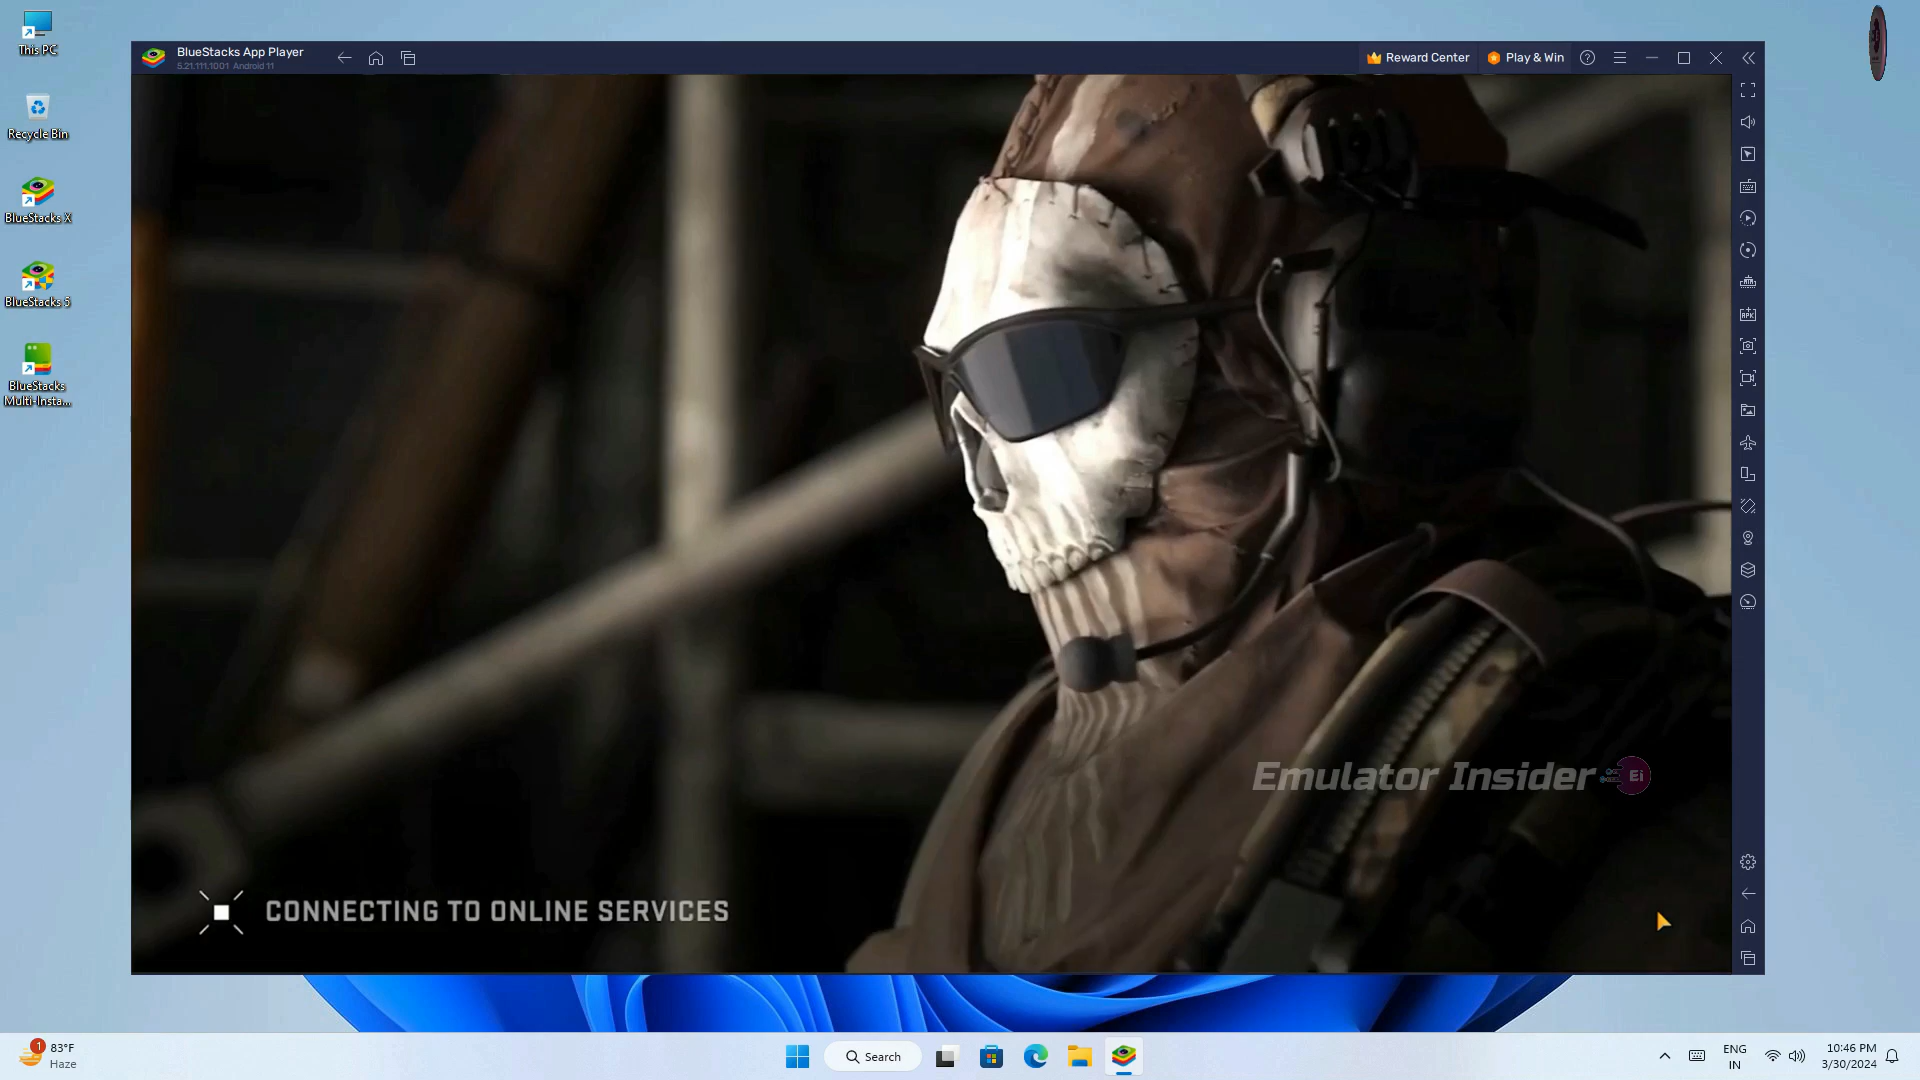 This PC
Recycle Bin
BlueStacks X
BlueStacks 5
BlueStacks
Multi-Insta...
BlueStacks App Player
5.21.111.1001 Android 11
Reward Center
Play & Win
APK
Emulator Insider
Ei
CONNECTING TO ONLINE SERVICES
1
83°F
Haze
Search
ENG
IN
10:46 PM
3/30/2024